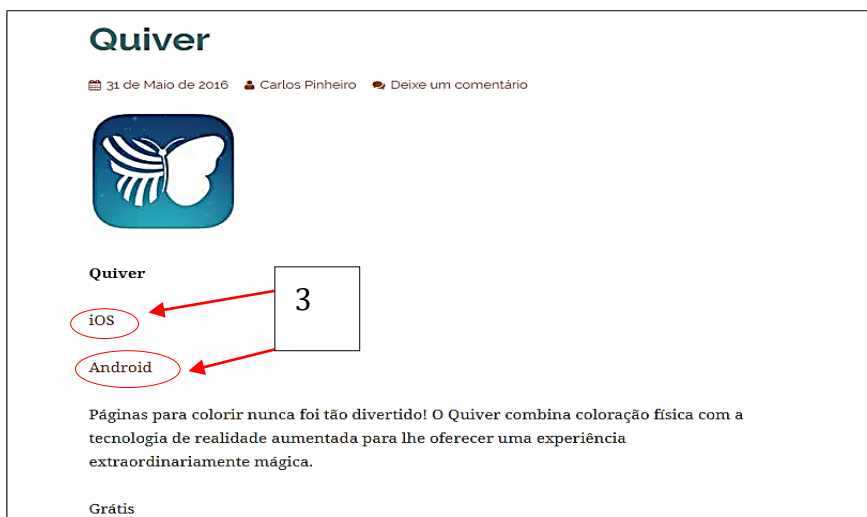 Quiver
31 de Maio de 2016 Carlos Pinheiro Deixe um comentário
Quiver
3
iOS
Android
Páginas para colorir nunca foi tão divertido! O Quiver combina coloração física com a
tecnologia de realidade aumentada para lhe oferecer uma experiência
extraordinariamente mágica.
Grátis